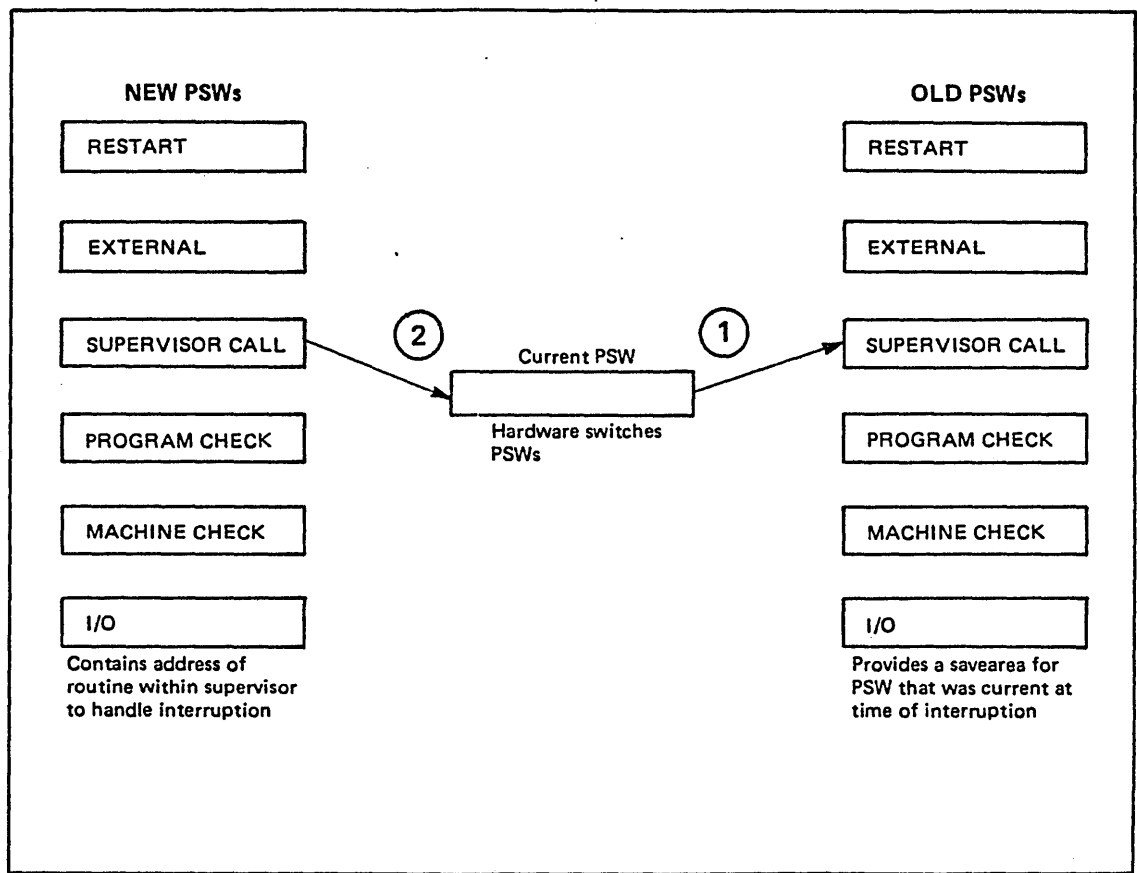 NEW PSWs
RESTART
EXTERNAL
SUPERVISOR CALL
PROGRAM CHECK
MACHINE CHECK
I/O
Contains address of
routine within supervisor
to handle interruption
2
Current PSW
Hardware switches
PSWs
1
OLD PSWs
RESTART
EXTERNAL
SUPERVISOR CALL
PROGRAM CHECK
MACHINE CHECK
I/O
Provides a savearea for
PSW that was current at
time of interruption